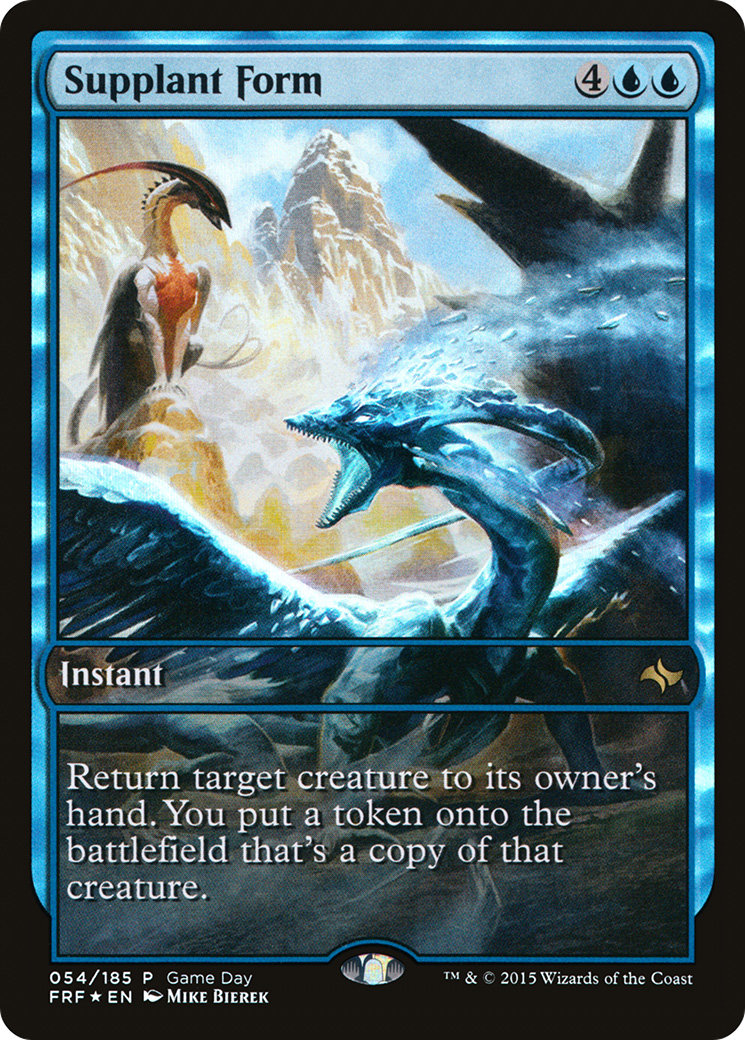 Supplant Form 4
Instant
Return target creature to its owner's
hand. You put a token onto the
battlefield that's a copy of that
creature.
054/185 P Game Day
FRF ★ EN Mike Bierek
™ & © 2015 Wizards of the Coast